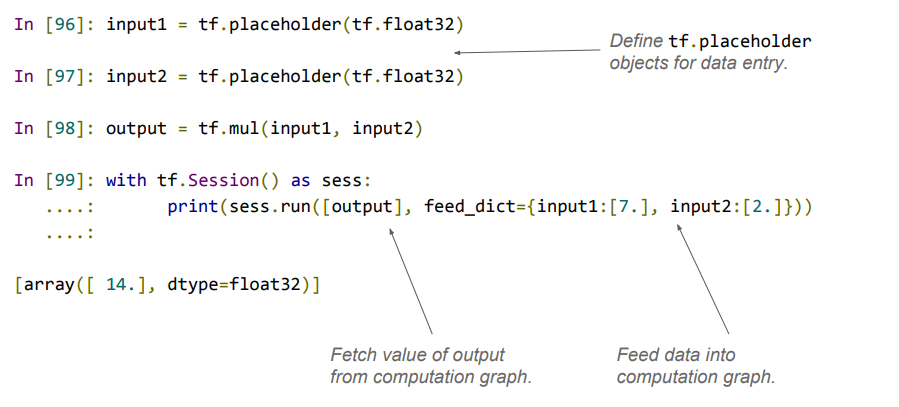 In [96]: input1 = tf.placeholder(tf.float32)
Define tf.placeholder
objects for data entry.
In [97]: input2 = tf.placeholder(tf.float32)
In [98]: output = tf.mul(input1, input2)
In [99]: with tf.Session() as sess:
....: print(sess.run([output], feed_dict={input1:[7.], input2:[2.]}))
....:
[array([ 14.], dtype=float32)]
Fetch value of output
from computation graph.
Feed data into
computation graph.